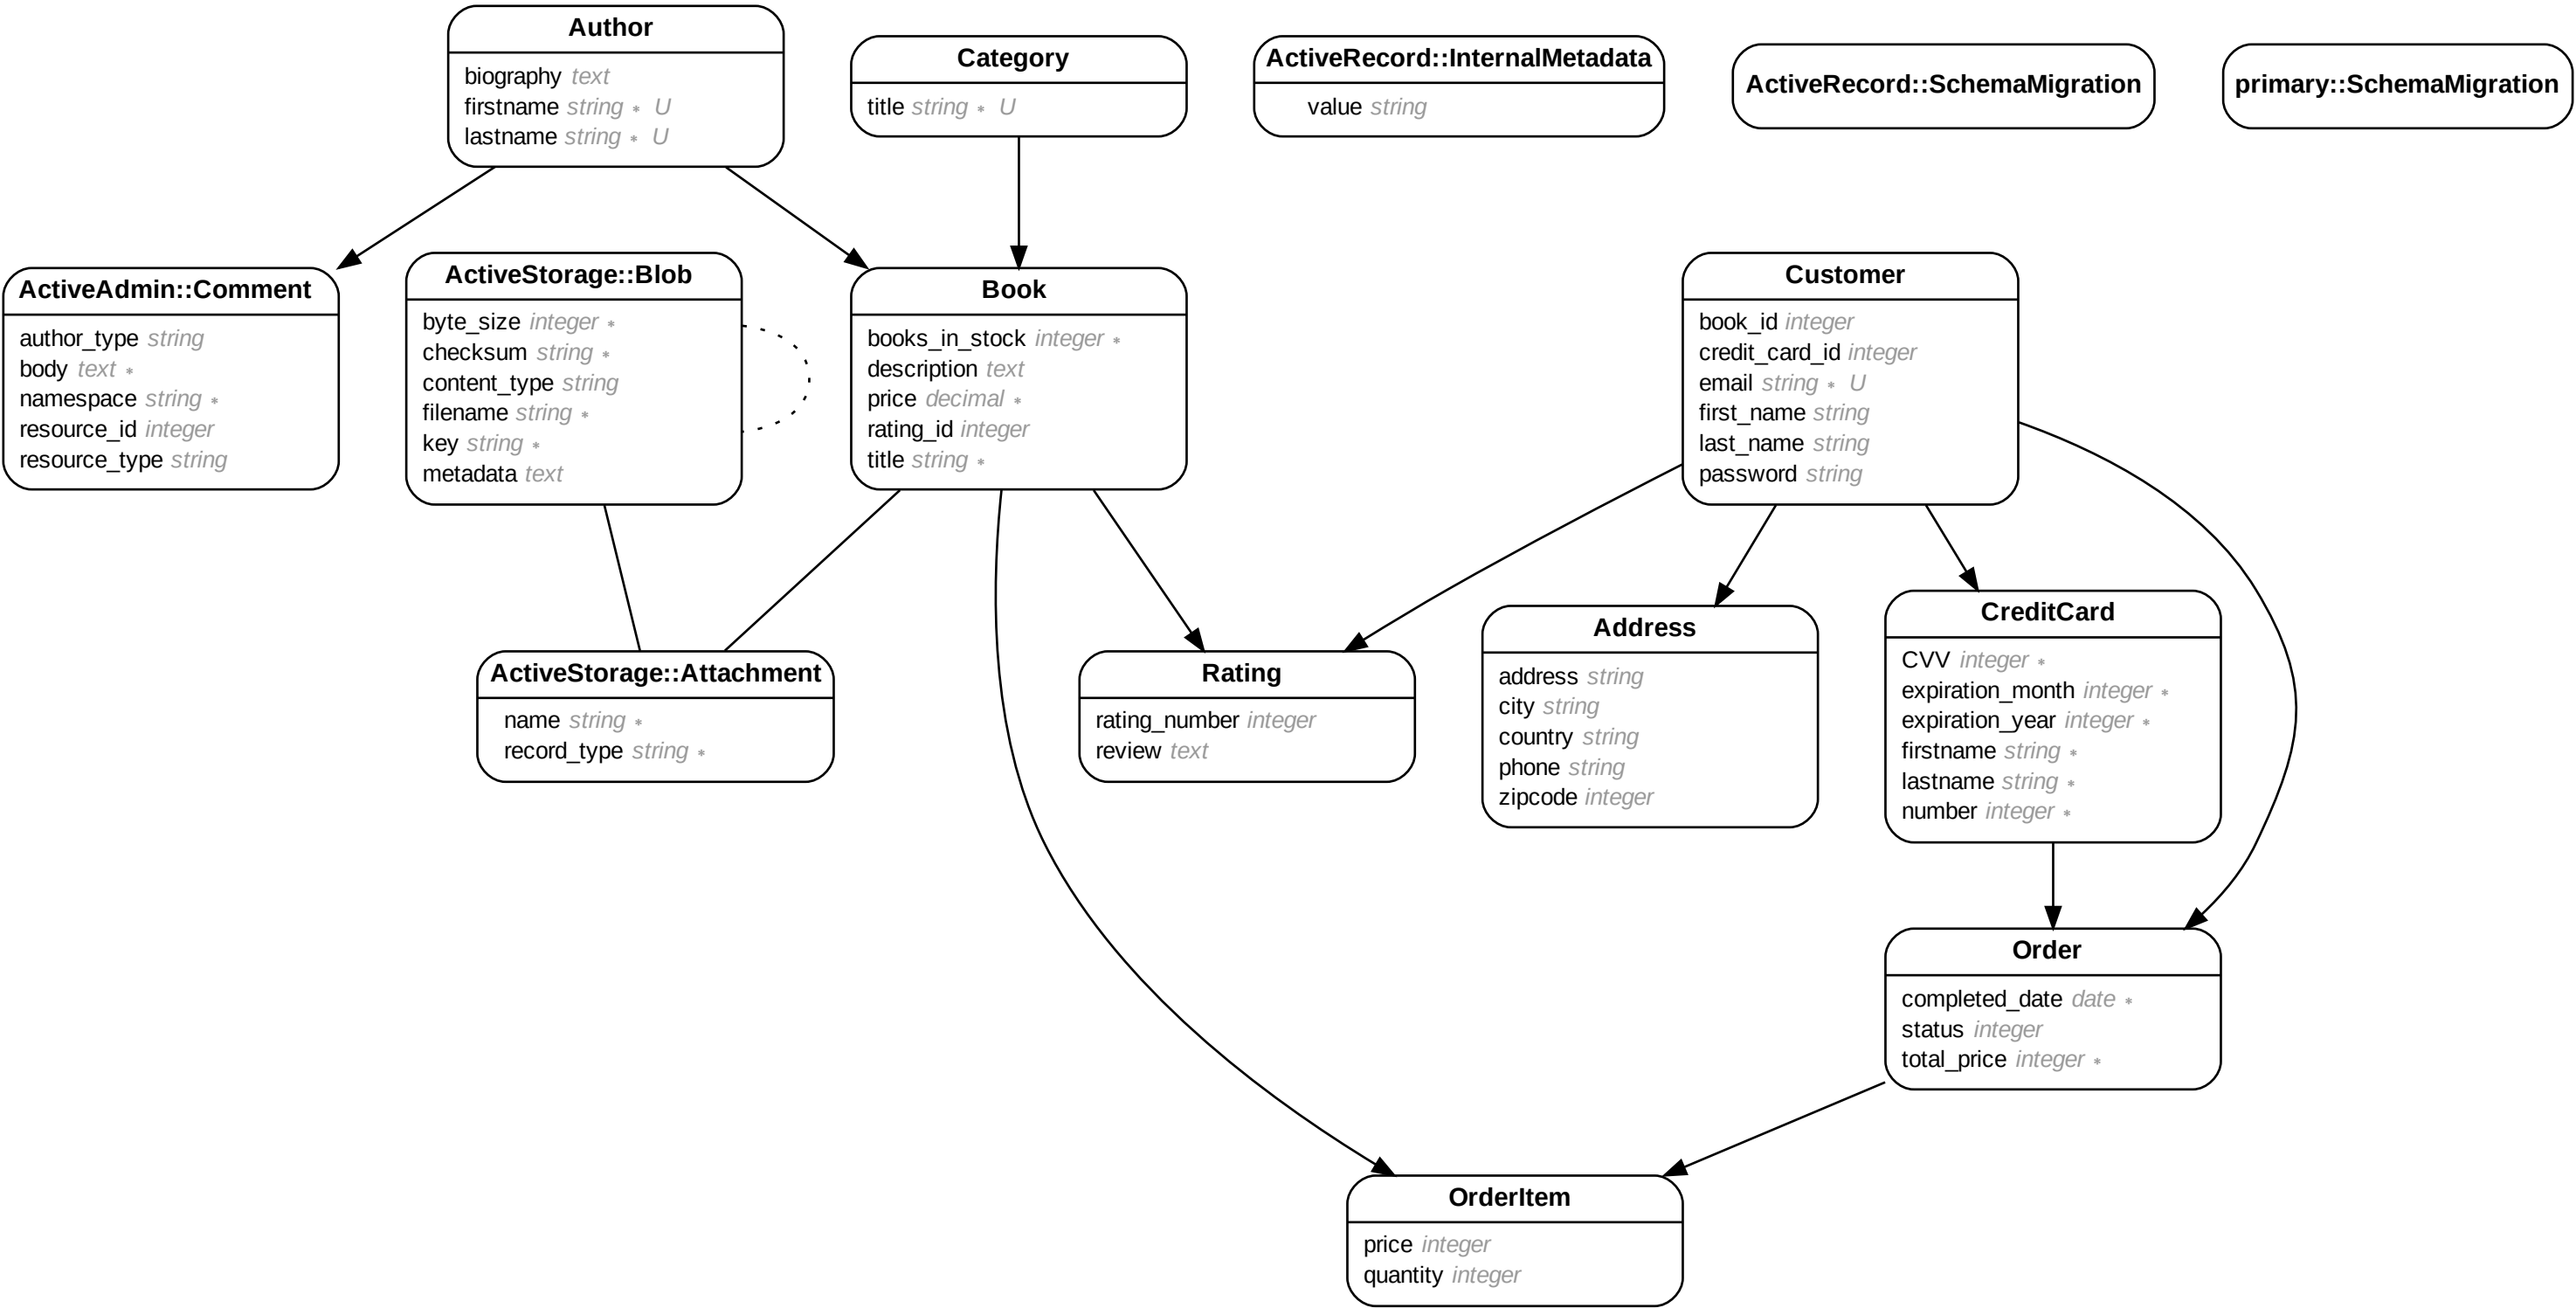 Author
biography text
firstname string * U
lastname string * U
Category
title string * U
ActiveRecord::InternalMetadata
value string
ActiveRecord::SchemaMigration
primary::SchemaMigration
ActiveAdmin::Comment
author_type string
body text *
namespace string *
resource_id integer
resource_type string
ActiveStorage::Blob
byte_size integer *
checksum string *
content_type string
filename string *
key string *
metadata text
Book
books_in_stock integer *
description text
price decimal *
rating_id integer
title string *
Customer
book_id integer
credit_card_id integer
email string * U
first_name string
last_name string
password string
ActiveStorage::Attachment
name string *
record_type string *
Rating
rating_number integer
review text
Address
address string
city string
country string
phone string
zipcode integer
CreditCard
CVV integer *
expiration_month integer *
expiration_year integer *
firstname string *
lastname string *
number integer *
Order
completed_date date *
status integer
total_price integer *
OrderItem
price integer
quantity integer